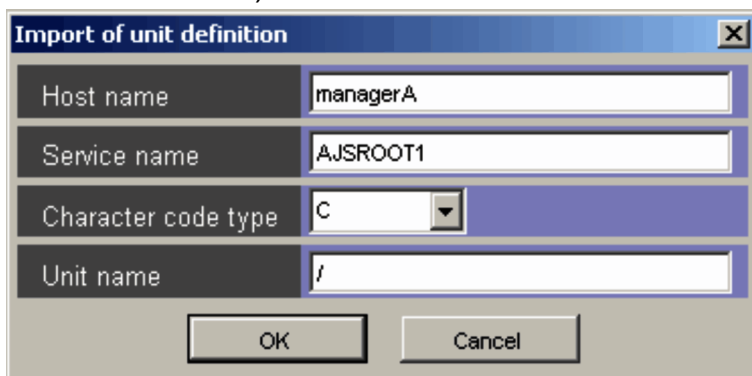 Import of unit definition
Host name managerA
Service name AJSROOT1
Character code type C
Unit name /
OK Cancel